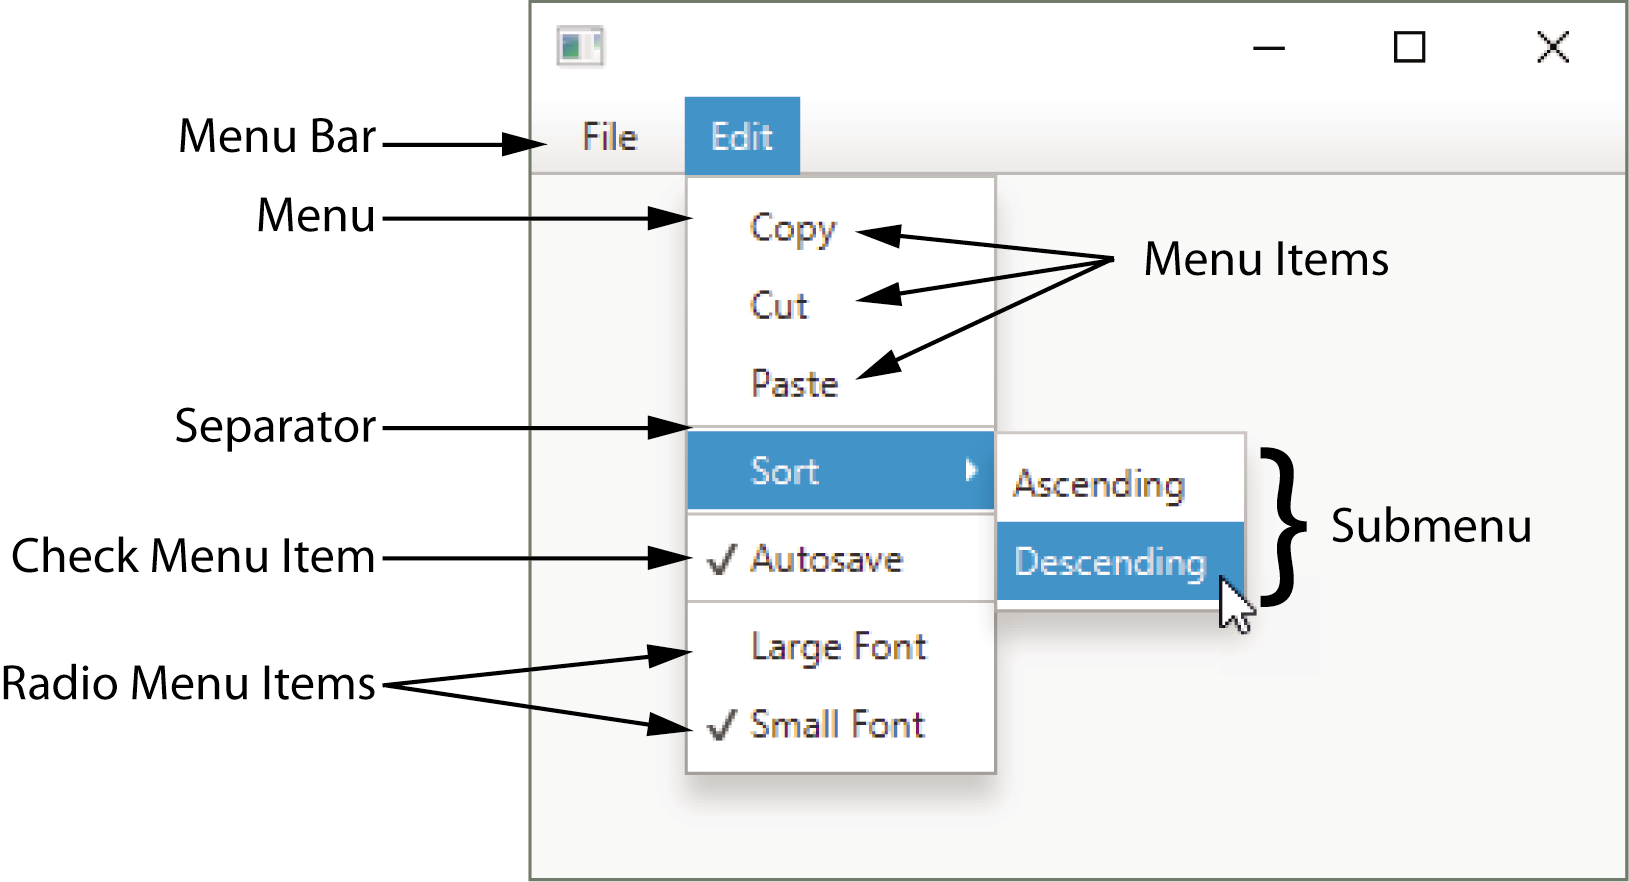 Menu Bar
File
Edit
Menu
Copy
Menu Items
Cut
Paste
Separator
Sort
Ascending
Submenu
Check Menu Item
Autosave
Descending
Large Font
Radio Menu Items
Small Font